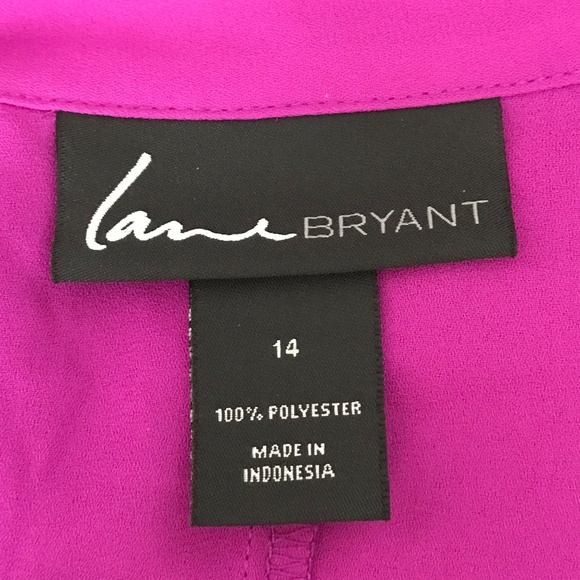 lane BRYANT
14
100% POLYESTER
MADE IN
INDONESIA